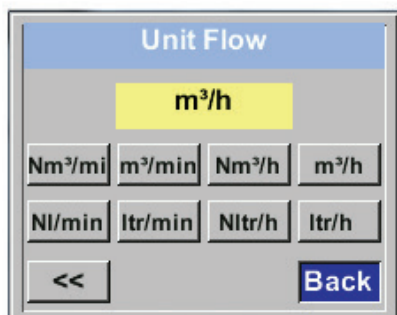 Unit Flow
m³/h
Nm³/mi m³/min Nm³/h m³/h
Nl/min ltr/min Nltr/h ltr/h
<< Back